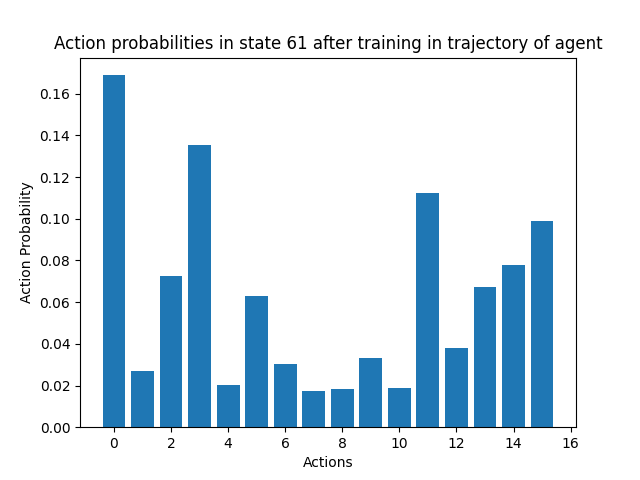 Action probabilities in state 61 after training in trajectory of agent
0.16
0.14
0.12
0.10
0.08
0.06
0.04
0.02
0.00
Action Probability
0 2 4 6 8 10 12 14 16
Actions